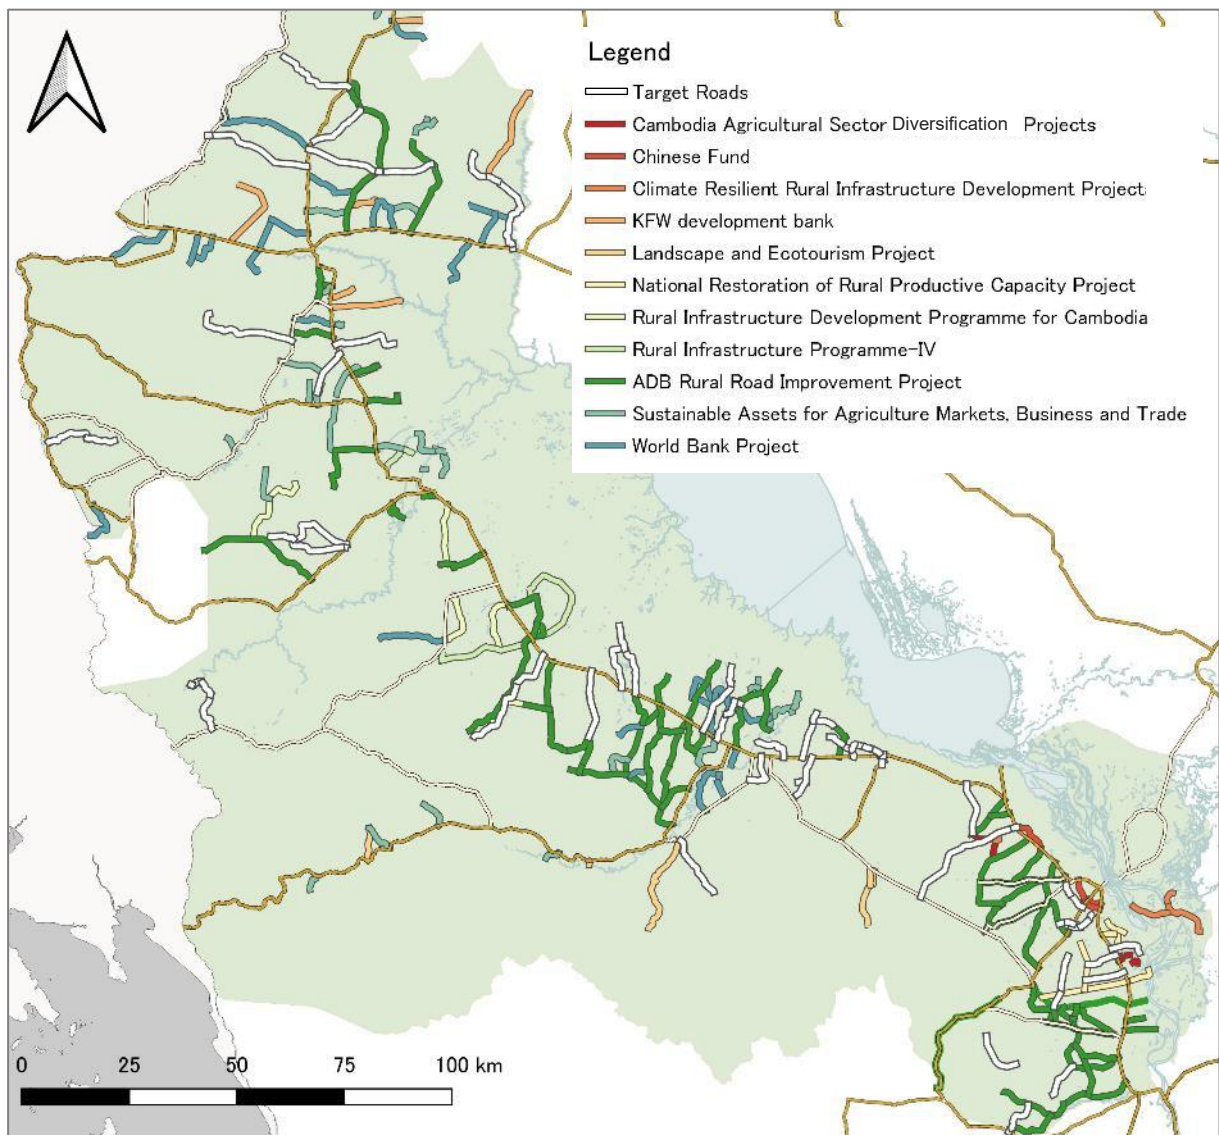 Legend
Target Roads
Cambodia Agricultural Sector Diversification Projects
Chinese Fund
Climate Resilient Rural Infrastructure Development Project
KFW development bank
Landscape and Ecotourism Project
National Restoration of Rural Productive Capacity Project
Rural Infrastructure Development Programme for Cambodia
Rural Infrastructure Programme-IV
ADB Rural Road Improvement Project
Sustainable Assets for Agriculture Markets, Business and Trade
World Bank Project
0 25 50 75 100 km